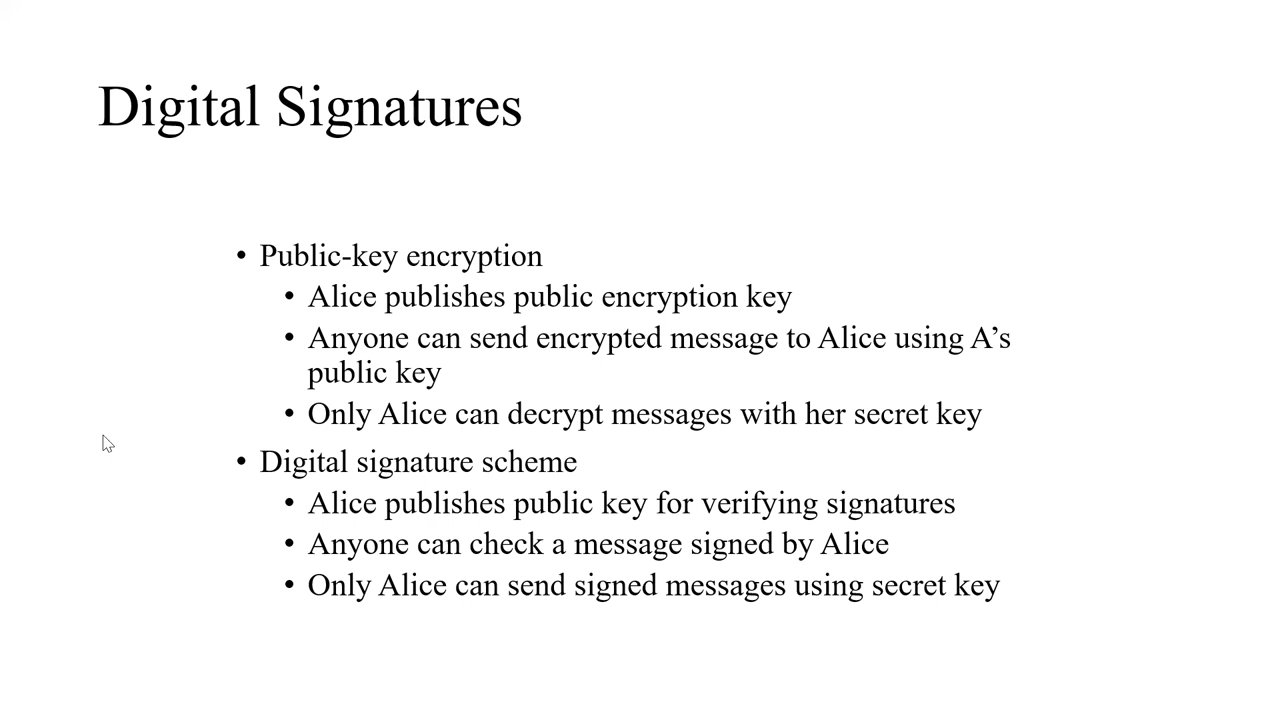 Digital Signatures
• Public-key encryption
• Alice publishes public encryption key
• Anyone can send encrypted message to Alice using A’s
public key
• Only Alice can decrypt messages with her secret key
• Digital signature scheme
• Alice publishes public key for verifying signatures
• Anyone can check a message signed by Alice
• Only Alice can send signed messages using secret key